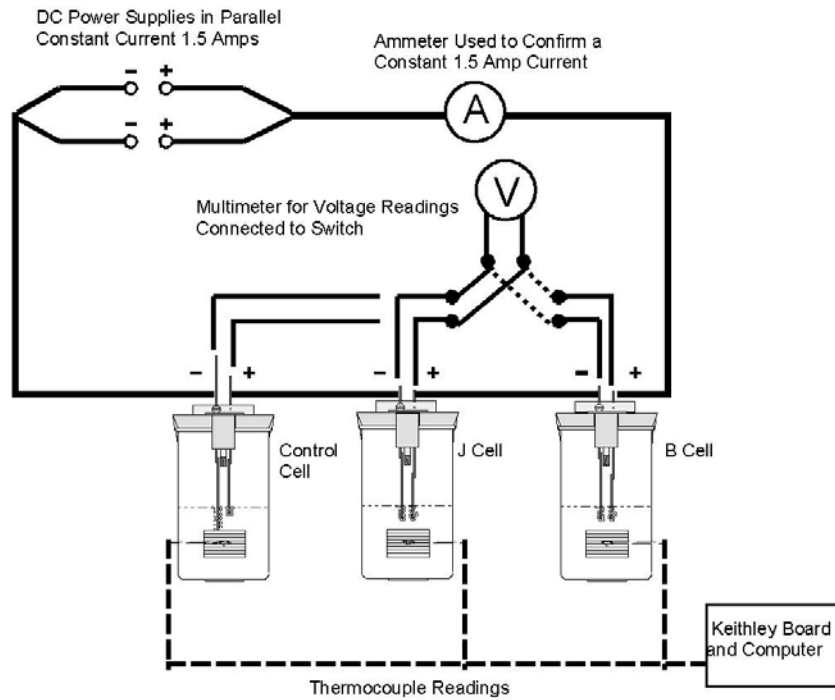 DC Power Supplies in Parallel
Constant Current 1.5 Amps
Ammeter Used to Confirm a
Constant 1.5 Amp Current
- +
- +
A
V
Multimeter for Voltage Readings
Connected to Switch
- +
- +
- +
Control
Cell
J Cell
B Cell
Keithley Board
and Computer
Thermocouple Readings